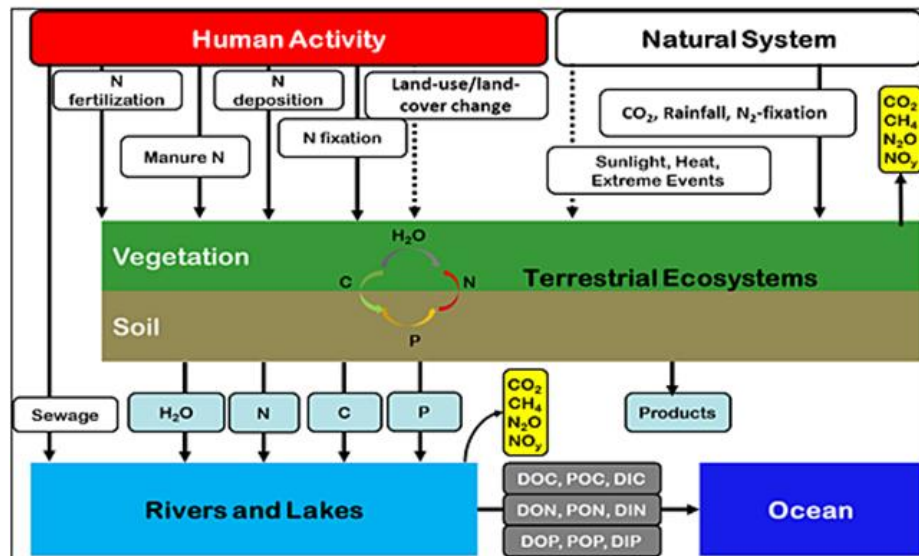 Human Activity
Natural System
N
fertilization
N
deposition
Land-use/land-
cover change
CO₂, Rainfall, N₂-fixation
CO₂
CH₄
N₂O
NOᵧ
Manure N
N fixation
Sunlight, Heat,
Extreme Events
Vegetation
H₂O
C
N
P
Terrestrial Ecosystems
Soil
Sewage
H₂O
N
C
P
CO₂
CH₄
N₂O
NOᵧ
Products
Rivers and Lakes
DOC, POC, DIC
DON, PON, DIN
DOP, POP, DIP
Ocean